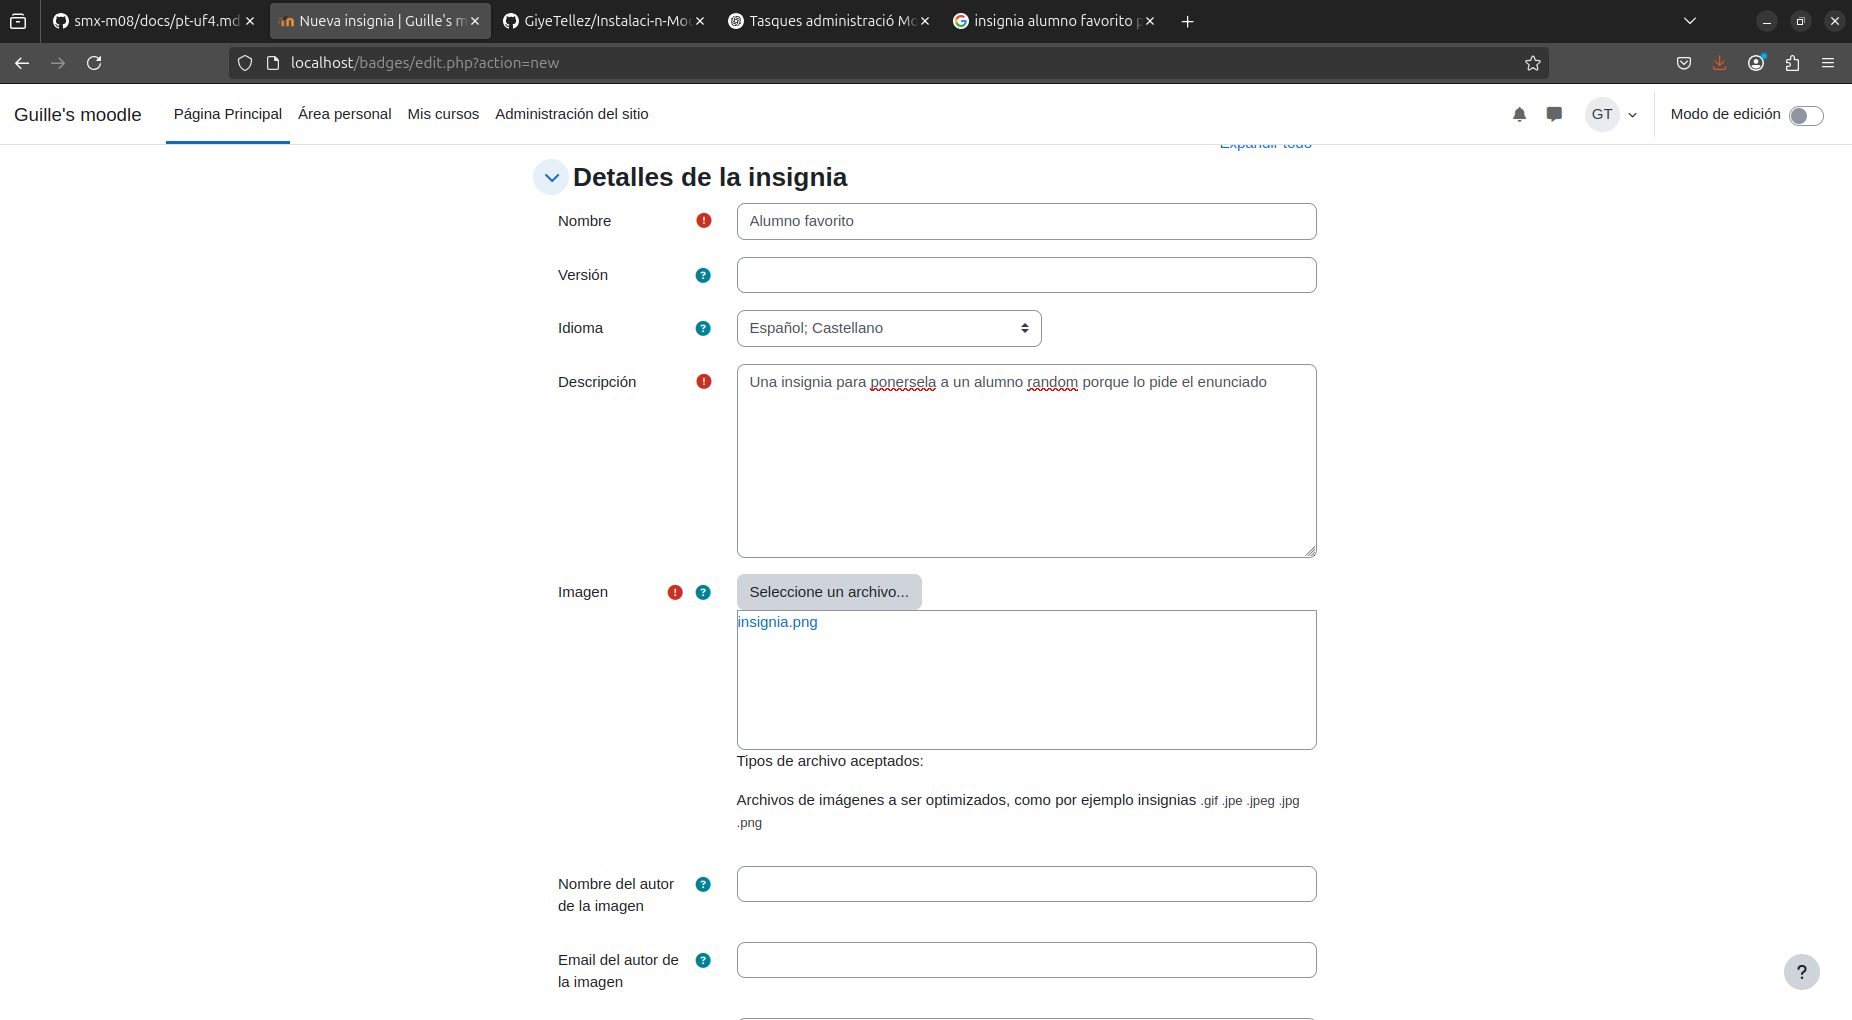 smx-m08/docs/pt-uf4.md
Nueva insignia | Guille's m
GiyeTellez/Instalaci-n-Moo
Tasques administració Mo
insignia alumno favorito p
localhost/badges/edit.php?action=new
Guille's moodle
Página Principal
Área personal
Mis cursos
Administración del sitio
GT
Modo de edición
Expandir todo
Detalles de la insignia
Nombre
Alumno favorito
Versión
Idioma
Español; Castellano
Descripción
Una insignia para ponersela a un alumno random porque lo pide el enunciado
Imagen
Seleccione un archivo...
insignia.png
Tipos de archivo aceptados:
Archivos de imágenes a ser optimizados, como por ejemplo insignias .gif .jpe .jpeg .jpg
.png
Nombre del autor
de la imagen
Email del autor de
la imagen
?